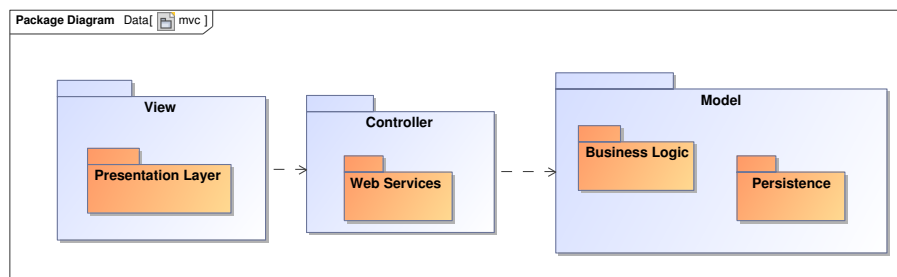 Package Diagram Data[ mvc ]
View
Presentation Layer
Controller
Web Services
Model
Business Logic
Persistence